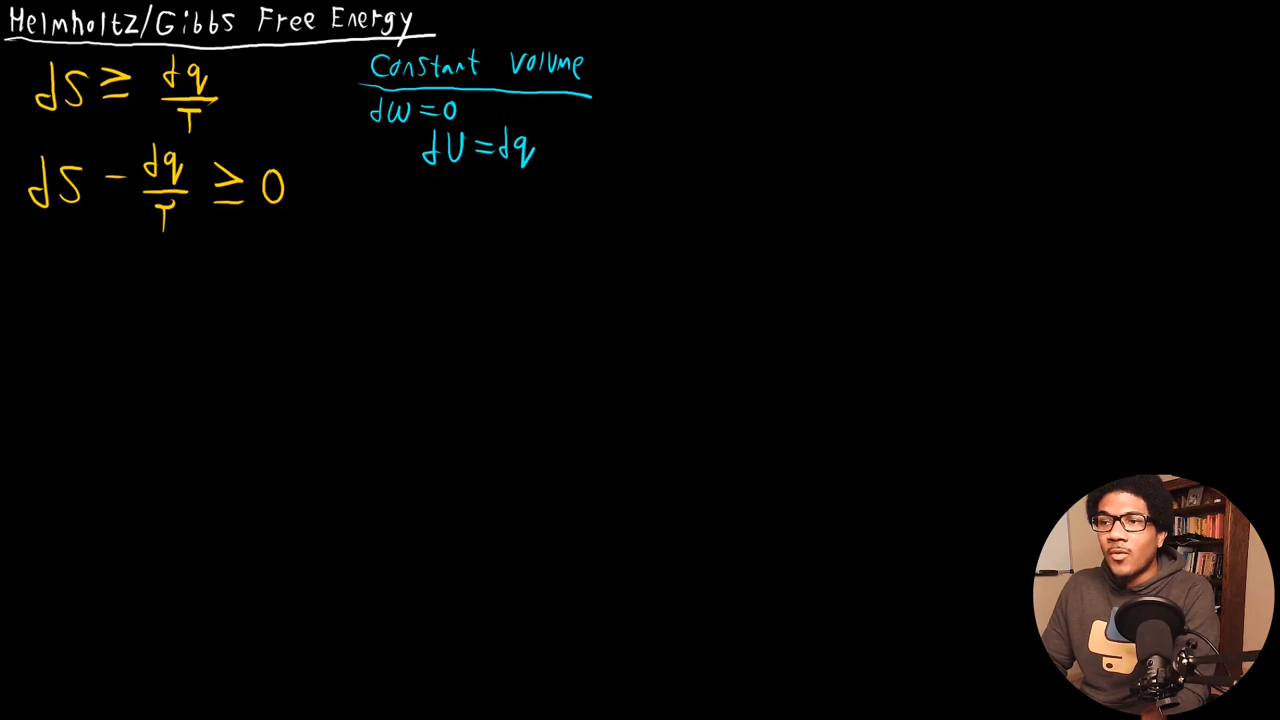 Helmholtz/Gibbs Free Energy
dS ≥ dq/T
dS - dq/T ≥ 0
Constant volume
dw = 0
dU = dq